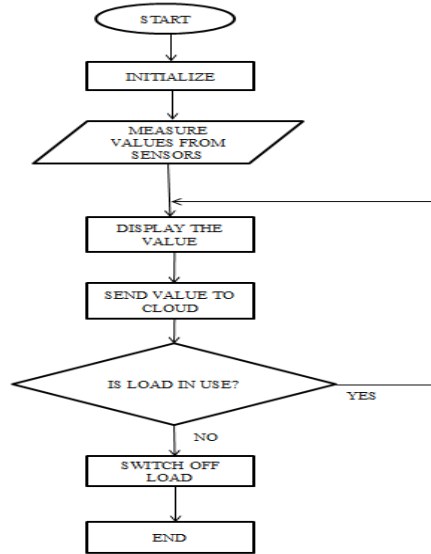 START
INITIALIZE
MEASURE
VALUES FROM
SENSORS
DISPLAY THE
VALUE
SEND VALUE TO
CLOUD
IS LOAD IN USE?
YES
NO
SWITCH OFF
LOAD
END